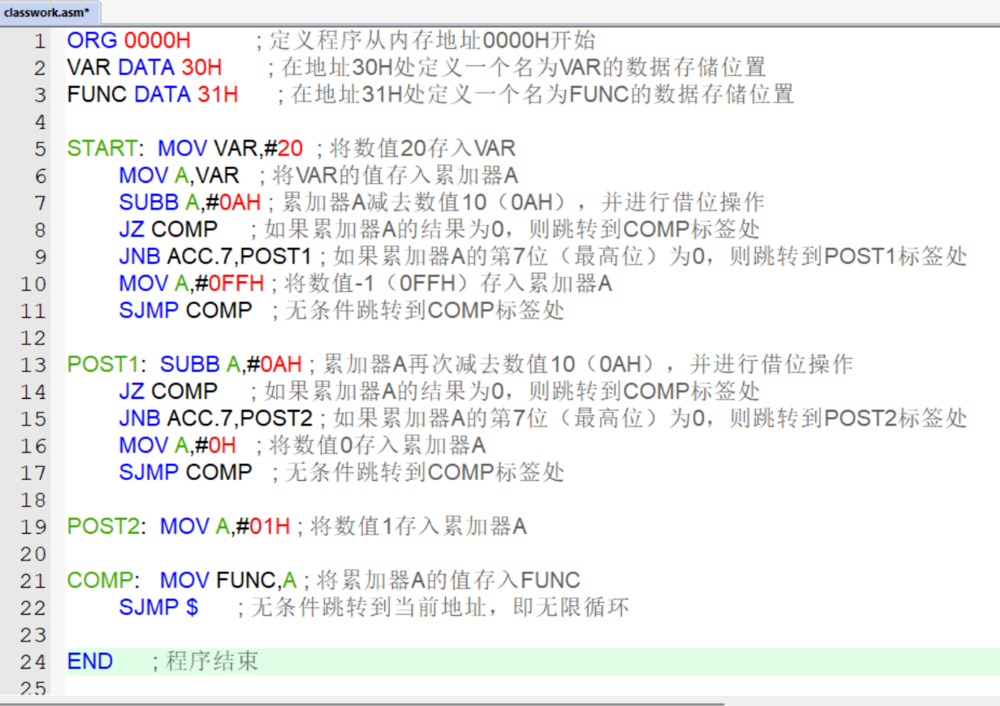 classwork.asm*
1 ORG 0000H ;定义程序从内存地址0000H开始
2 VAR DATA 30H ;在地址30H处定义一个名为VAR的数据存储位置
3 FUNC DATA 31H ;在地址31H处定义一个名为FUNC的数据存储位置
4
5 START: MOV VAR,#20 ;将数值20存入VAR
6 MOV A,VAR ;将VAR的值存入累加器A
7 SUBB A,#0AH ;累加器A减去数值10（0AH），并进行借位操作
8 JZ COMP ;如果累加器A的结果为0，则跳转到COMP标签处
9 JNB ACC.7,POST1 ;如果累加器A的第7位（最高位）为0，则跳转到POST1标签处
10 MOV A,#0FFH ;将数值-1（0FFH）存入累加器A
11 SJMP COMP ;无条件跳转到COMP标签处
12
13 POST1: SUBB A,#0AH ;累加器A再次减去数值10（0AH），并进行借位操作
14 JZ COMP ;如果累加器A的结果为0，则跳转到COMP标签处
15 JNB ACC.7,POST2 ;如果累加器A的第7位（最高位）为0，则跳转到POST2标签处
16 MOV A,#0H ;将数值0存入累加器A
17 SJMP COMP ;无条件跳转到COMP标签处
18
19 POST2: MOV A,#01H ;将数值1存入累加器A
20
21 COMP: MOV FUNC,A ;将累加器A的值存入FUNC
22 SJMP $ ;无条件跳转到当前地址，即无限循环
23
24 END ;程序结束
25